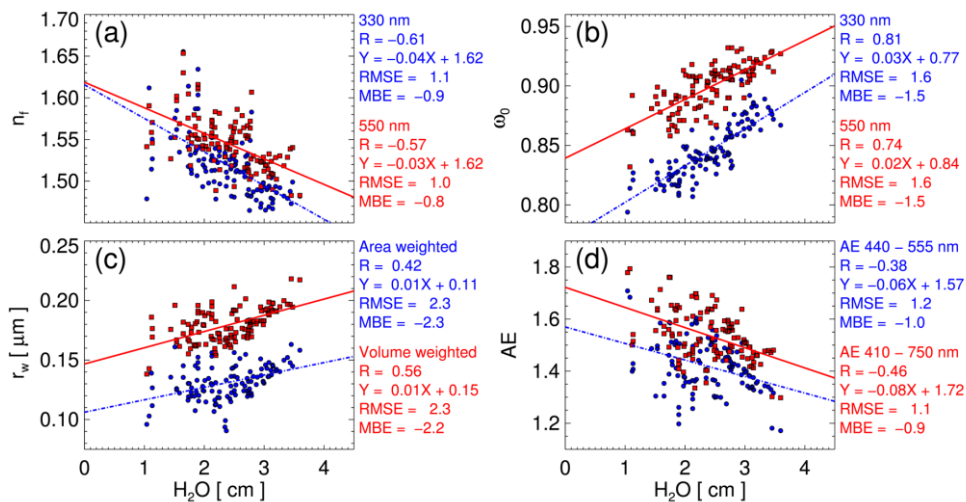 (a)
1.70
1.65
1.60
1.55
1.50
n_f
330 nm
R = −0.61
Y = −0.04X + 1.62
RMSE = 1.1
MBE = −0.9
550 nm
R = −0.57
Y = −0.03X + 1.62
RMSE = 1.0
MBE = −0.8
(b)
0.95
0.90
0.85
0.80
ω_0
330 nm
R = 0.81
Y = 0.03X + 0.77
RMSE = 1.6
MBE = −1.5
550 nm
R = 0.74
Y = 0.02X + 0.84
RMSE = 1.6
MBE = −1.5
(c)
0.25
0.20
0.15
0.10
r_w [ μm ]
0 1 2 3 4
H₂O [ cm ]
Area weighted
R = 0.42
Y = 0.01X + 0.11
RMSE = 2.3
MBE = −2.3
Volume weighted
R = 0.56
Y = 0.01X + 0.15
RMSE = 2.3
MBE = −2.2
(d)
1.8
1.6
1.4
1.2
AE
0 1 2 3 4
H₂O [ cm ]
AE 440 − 555 nm
R = −0.38
Y = −0.06X + 1.57
RMSE = 1.2
MBE = −1.0
AE 410 − 750 nm
R = −0.46
Y = −0.08X + 1.72
RMSE = 1.1
MBE = −0.9